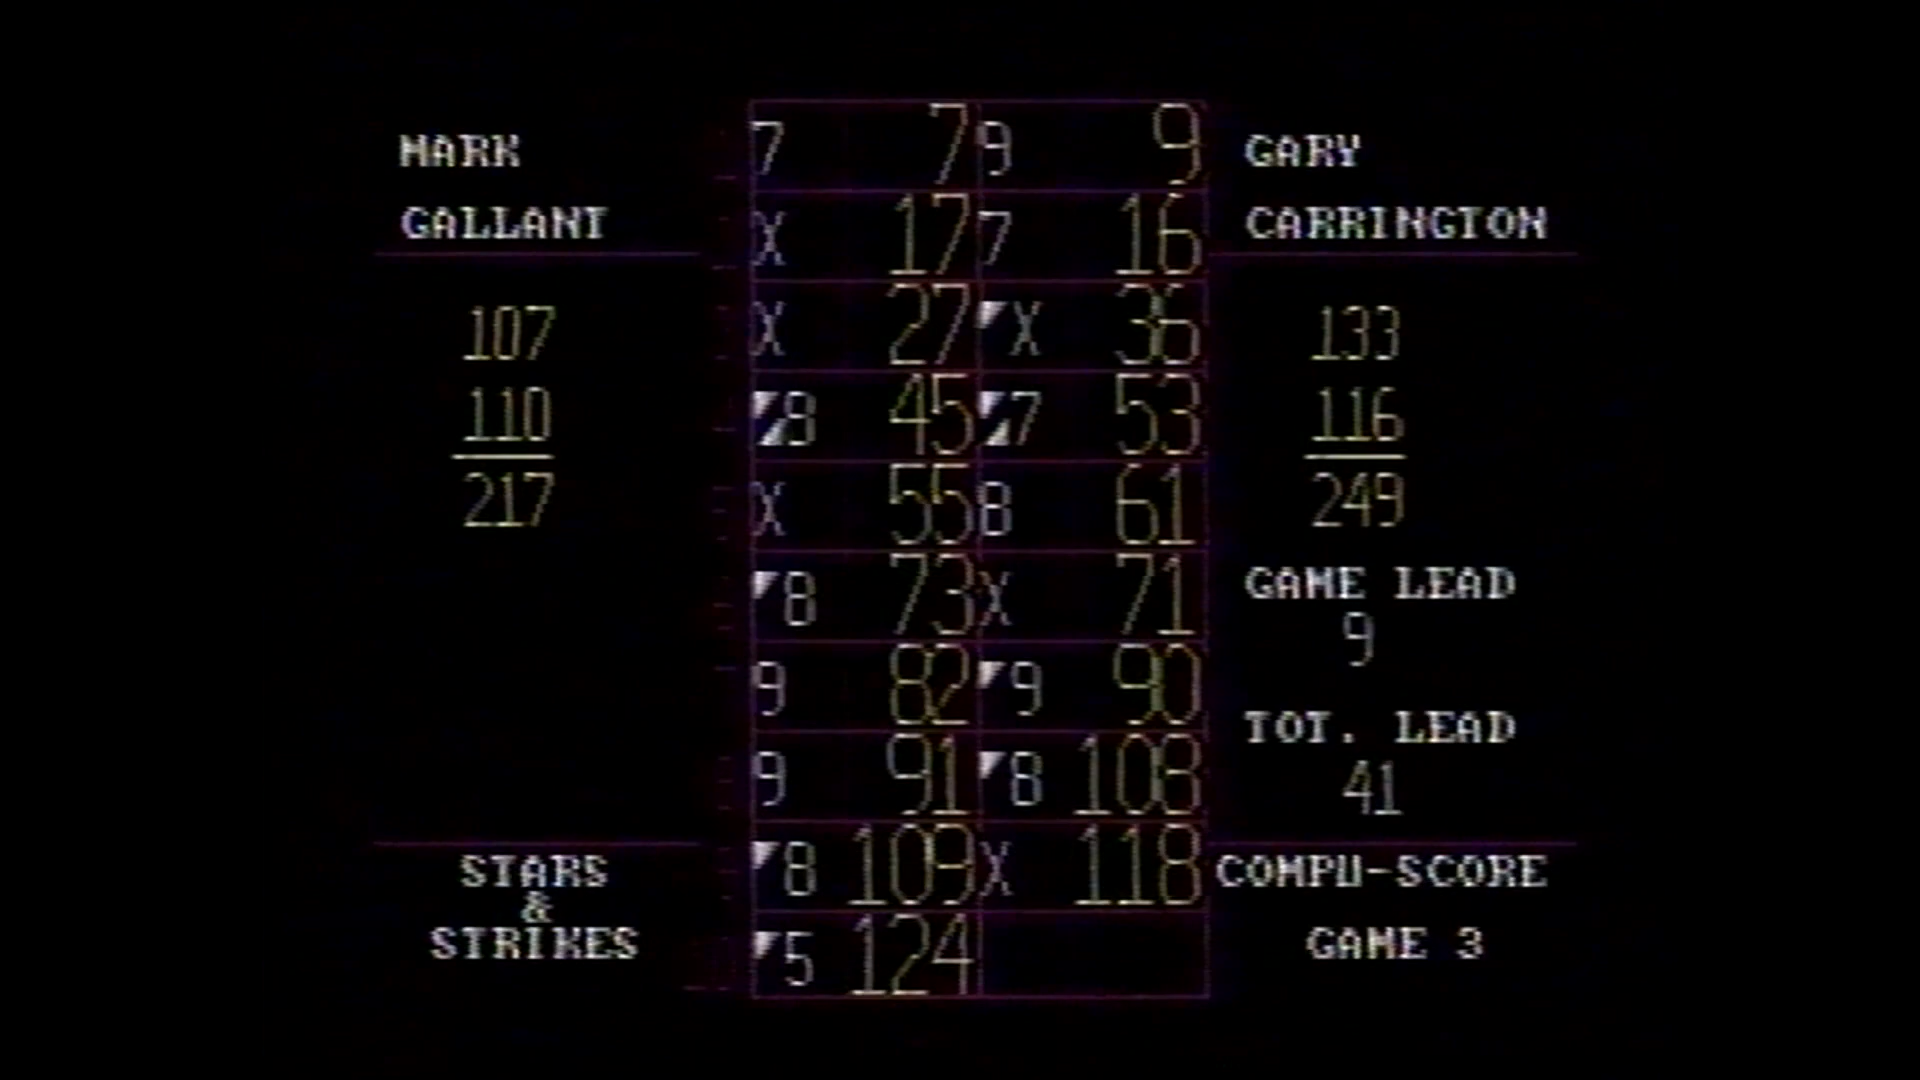 MARK
GALLANT
107
110
217
STARS
&
STRIKES
7 7 9 9
X 17 7 16
X 27 X 36
8 45 7 53
X 55 8 61
8 73 X 71
9 82 9 90
9 91 8 108
8 109 X 118
5 124
GARY
CARRINGTON
133
116
249
GAME LEAD
9
TOT. LEAD
41
COMPU-SCORE
GAME 3